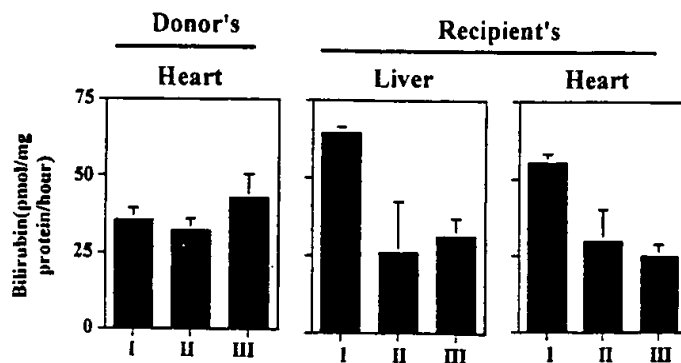 Donor's Recipient's
Heart Liver Heart
Bilirubin(pmol/mg
protein/hour)
75
50
25
0
I II III I II III I II III